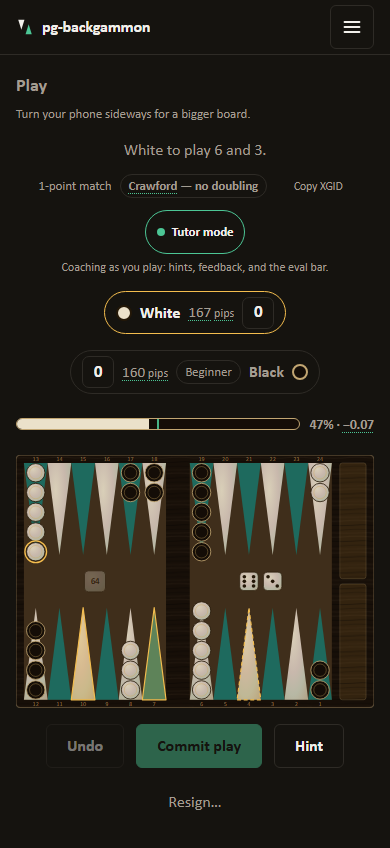 pg-backgammon
Play
Turn your phone sideways for a bigger board.
White to play 6 and 3.
1-point match Crawford — no doubling Copy XGID
Tutor mode
Coaching as you play: hints, feedback, and the eval bar.
White 167 pips 0
0 160 pips Beginner Black
47% · −0.07
13 14 15 16 17 18 19 20 21 22 23 24
64
12 11 10 9 8 7 6 5 4 3 2 1
Undo Commit play Hint
Resign…